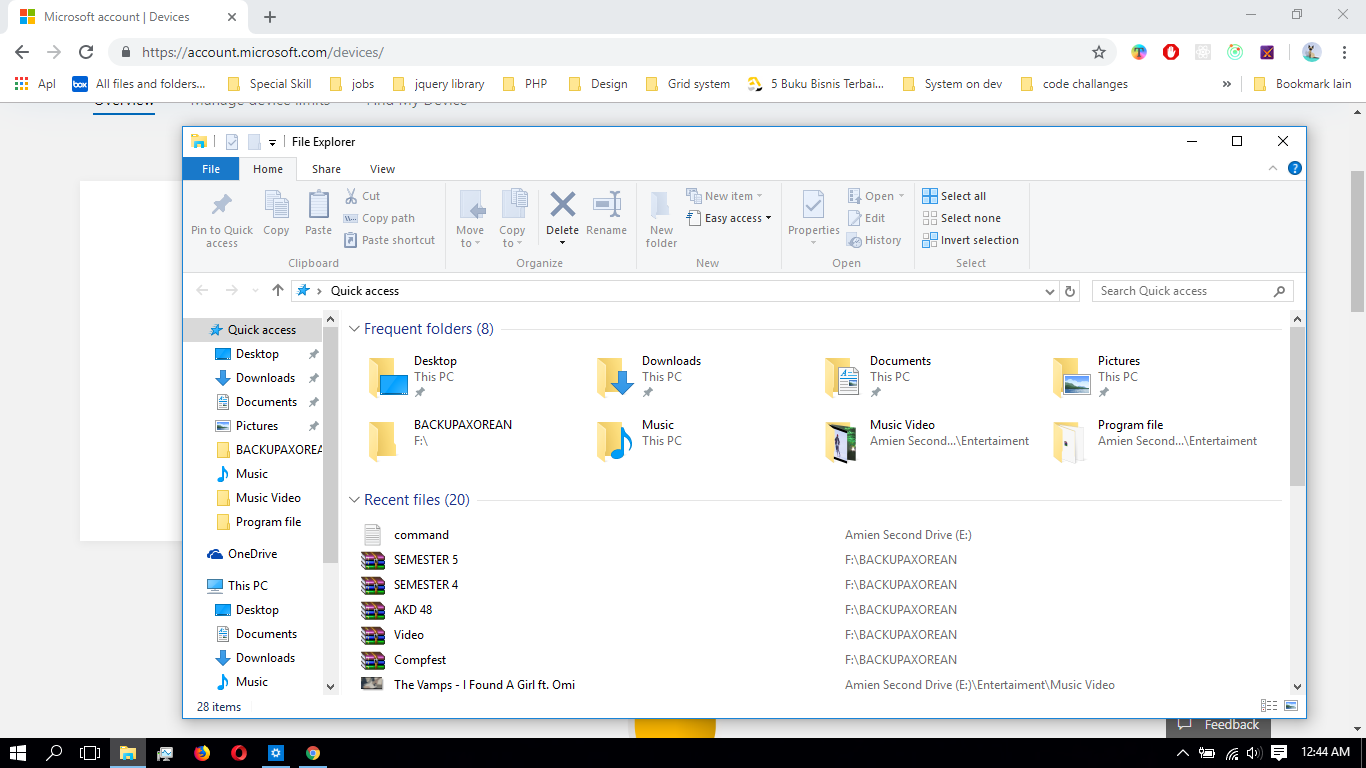 Microsoft account | Devices
https://account.microsoft.com/devices/
Apl
box
All files and folders...
Special Skill
jobs
jquery library
PHP
Design
Grid system
5 Buku Bisnis Terbai...
System on dev
code challanges
»
Bookmark lain
Overview
Manage device limits
Find My Device
File Explorer
File
Home
Share
View
Pin to Quick
access
Copy
Paste
Cut
Copy path
Paste shortcut
Clipboard
Move
to
Copy
to
Delete
Rename
Organize
New
folder
New item
Easy access
New
Properties
Open
Edit
History
Open
Select all
Select none
Invert selection
Select
Quick access
Search Quick access
Quick access
Desktop
Downloads
Documents
Pictures
BACKUPAXOREA
Music
Music Video
Program file
OneDrive
This PC
Desktop
Documents
Downloads
Music
Frequent folders (8)
Desktop
This PC
Downloads
This PC
Documents
This PC
Pictures
This PC
BACKUPAXOREAN
F:\
Music
This PC
Music Video
Amien Second...\Entertaiment
Program file
Amien Second...\Entertaiment
Recent files (20)
command
Amien Second Drive (E:)
SEMESTER 5
F:\BACKUPAXOREAN
SEMESTER 4
F:\BACKUPAXOREAN
AKD 48
F:\BACKUPAXOREAN
Video
F:\BACKUPAXOREAN
Compfest
F:\BACKUPAXOREAN
The Vamps - I Found A Girl ft. Omi
Amien Second Drive (E:)\Entertaiment\Music Video
28 items
Feedback
12:44 AM